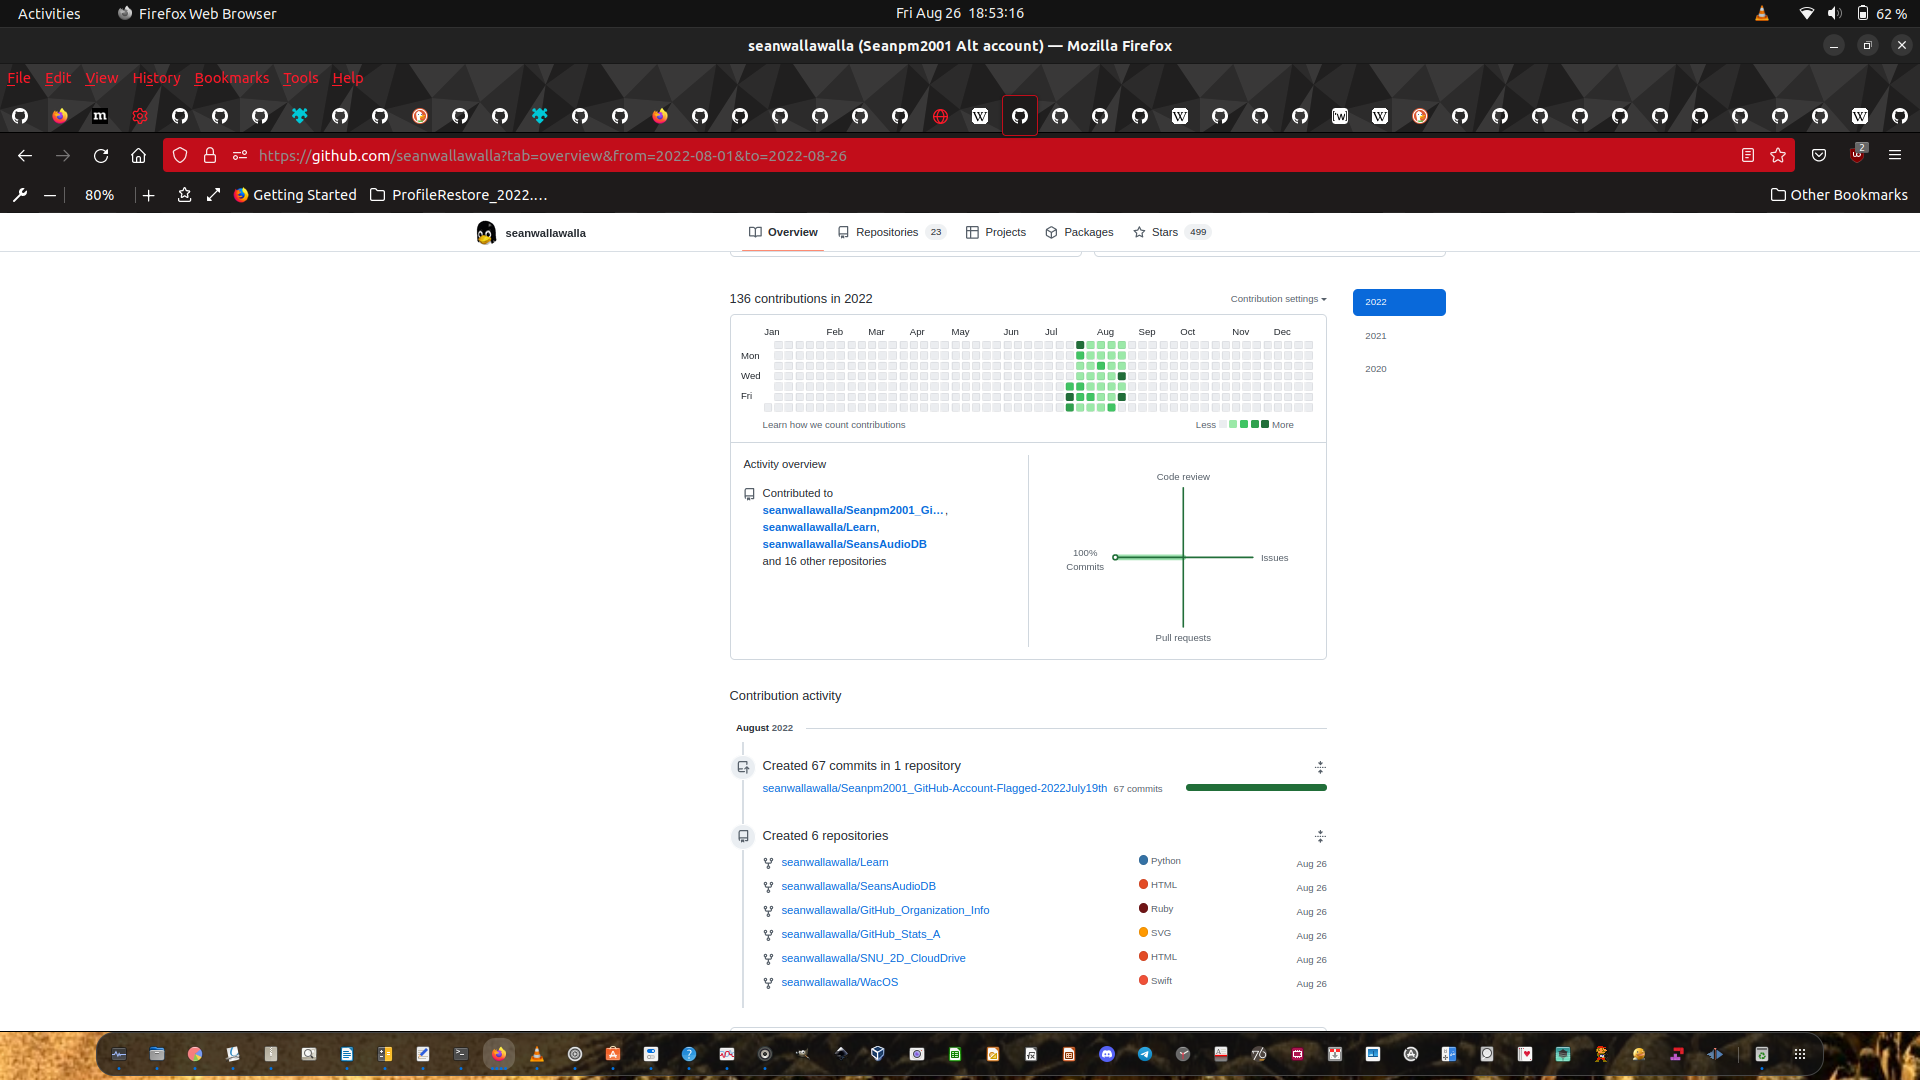 Activities Firefox Web Browser Fri Aug 26 18:53:16 62 %
seanwallawalla (Seanpm2001 Alt account) — Mozilla Firefox
File Edit View History Bookmarks Tools Help
https://github.com/seanwallawalla?tab=overview&from=2022-08-01&to=2022-08-26 2
80% Getting Started ProfileRestore_2022.… Other Bookmarks
seanwallawalla Overview Repositories 23 Projects Packages Stars 499
136 contributions in 2022 Contribution settings 2022
Jan Feb Mar Apr May Jun Jul Aug Sep Oct Nov Dec
2021
Mon
2020
Wed
Fri
Learn how we count contributions Less More
Activity overview
Code review
Contributed to
seanwallawalla/Seanpm2001_Gi… ,
seanwallawalla/Learn,
seanwallawalla/SeansAudioDB
and 16 other repositories
100%
Commits
Issues
Pull requests
Contribution activity
August 2022
Created 67 commits in 1 repository
seanwallawalla/Seanpm2001_GitHub-Account-Flagged-2022July19th 67 commits
Created 6 repositories
seanwallawalla/Learn Python Aug 26
seanwallawalla/SeansAudioDB HTML Aug 26
seanwallawalla/GitHub_Organization_Info Ruby Aug 26
seanwallawalla/GitHub_Stats_A SVG Aug 26
seanwallawalla/SNU_2D_CloudDrive HTML Aug 26
seanwallawalla/WacOS Swift Aug 26